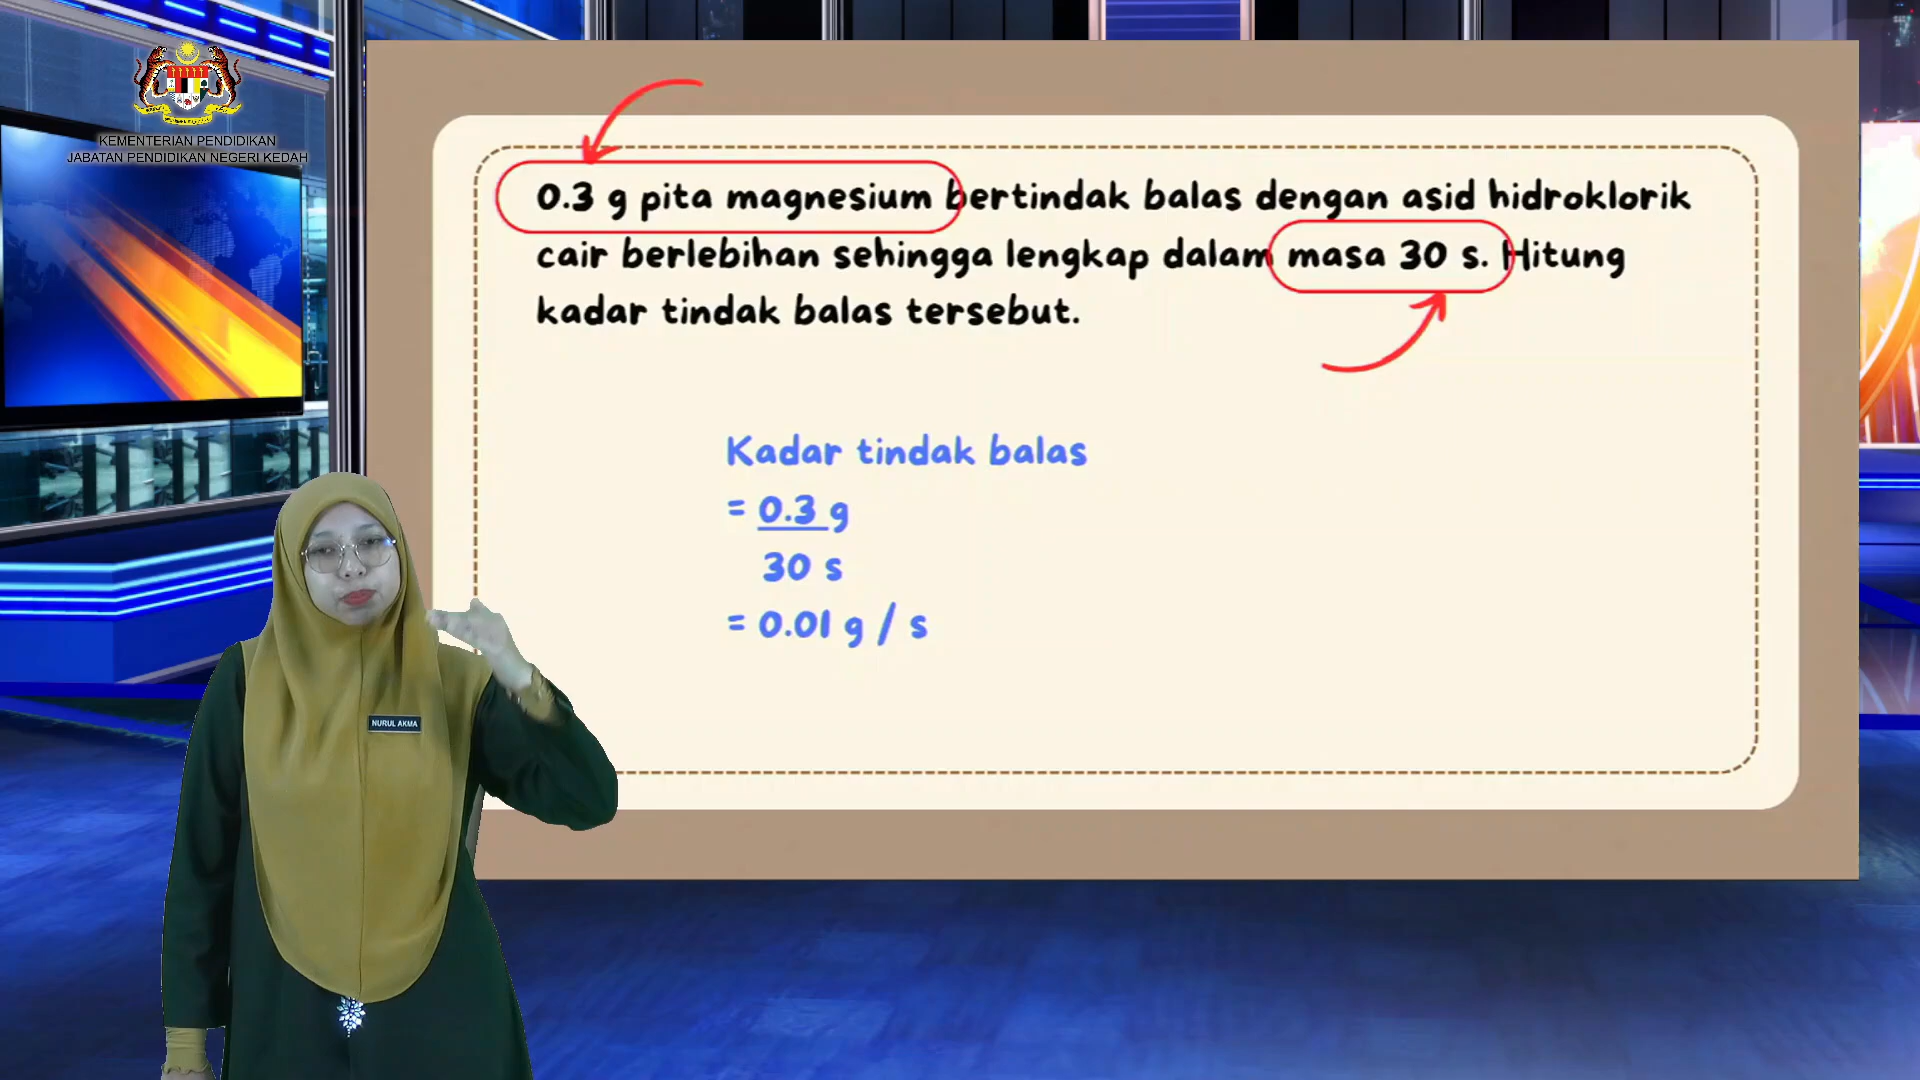 KEMENTERIAN PENDIDIKAN
JABATAN PENDIDIKAN NEGERI KEDAH
0.3 g pita magnesium bertindak balas dengan asid hidroklorik
cair berlebihan sehingga lengkap dalam masa 30 s. Hitung
kadar tindak balas tersebut.
Kadar tindak balas
= 0.3 g
30 s
= 0.01 g / s
NURUL AKMA